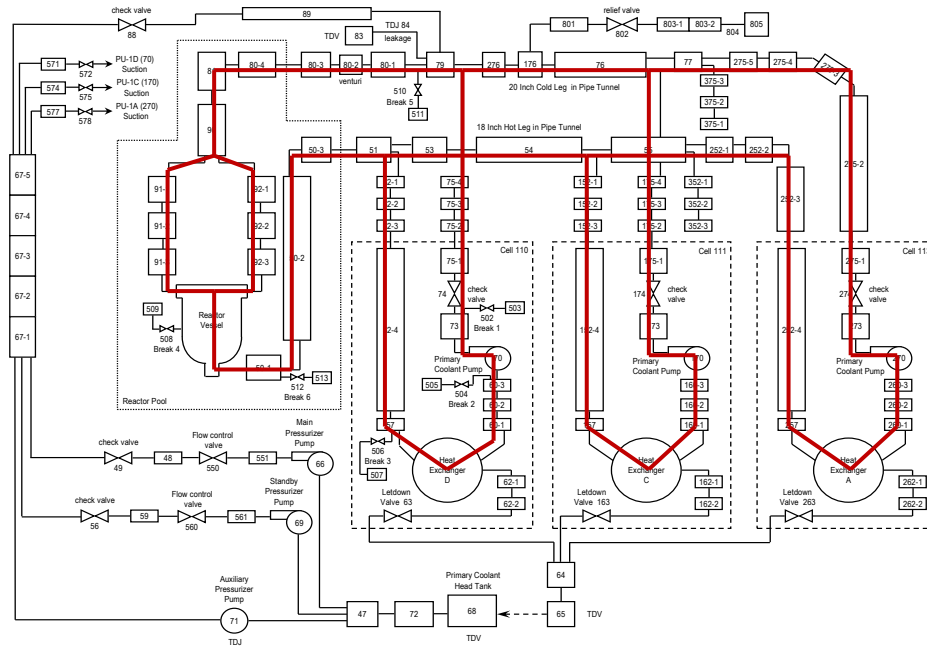 check valve
88
89
TDV
83
TDJ 84
leakage
801
relief valve
802
803-1
803-2
804
805
571
572
PU-1D (70)
Suction
574
575
PU-1C (170)
Suction
577
578
PU-1A (270)
Suction
80-4
80-3
80-2
venturi
80-1
79
276
176
76
77
275-5
275-4
20 Inch Cold Leg in Pipe Tunnel
510
Break 5
511
375-3
375-2
375-1
18 Inch Hot Leg in Pipe Tunnel
50-3
51
53
54
252-1
252-2
252-3
67-5
67-4
67-3
67-2
67-1
92-2
92-3
75-1
152-1
152-3
352-1
352-2
352-3
Cell 110
Cell 111
check
valve
74
check
valve
174
check
valve
73
502
Break 1
503
509
508
Break 4
Reactor
Vessel
512
Break 6
513
Reactor Pool
Primary
Coolant Pump
505
504
Break 2
Primary
Coolant Pump
Primary
Coolant Pump
506
Break 3
507
Heat
Exchanger
D
Heat
Exchanger
C
Heat
Exchanger
A
62-1
62-2
162-1
162-2
262-1
262-2
Letdown
Valve 63
Letdown
Valve 163
Letdown
Valve 263
check valve
49
48
Flow control
valve
550
551
Main
Pressurizer
Pump
66
check valve
56
59
Flow control
valve
560
561
Standby
Pressurizer
Pump
69
Auxiliary
Pressurizer
Pump
71
TDJ
47
72
Primary Coolant
Head Tank
68
TDV
64
65
TDV